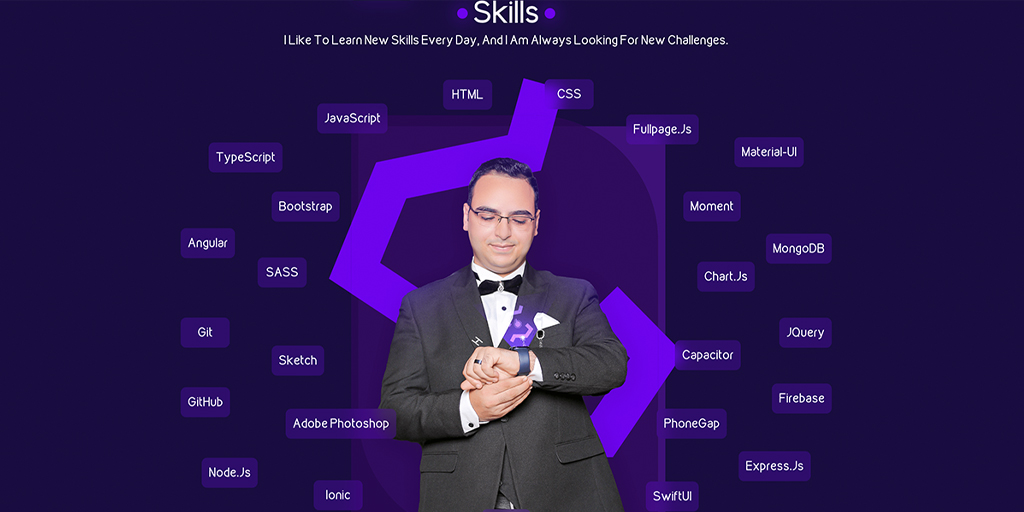 Skills
I Like To Learn New Skills Every Day, And I Am Always Looking For New Challenges.
HTML
CSS
JavaScript
Fullpage.Js
TypeScript
Material-UI
Bootstrap
Moment
Angular
MongoDB
SASS
Chart.Js
Git
JQuery
Sketch
Capacitor
GitHub
Firebase
Adobe Photoshop
PhoneGap
Node.Js
Express.Js
Ionic
SwiftUI